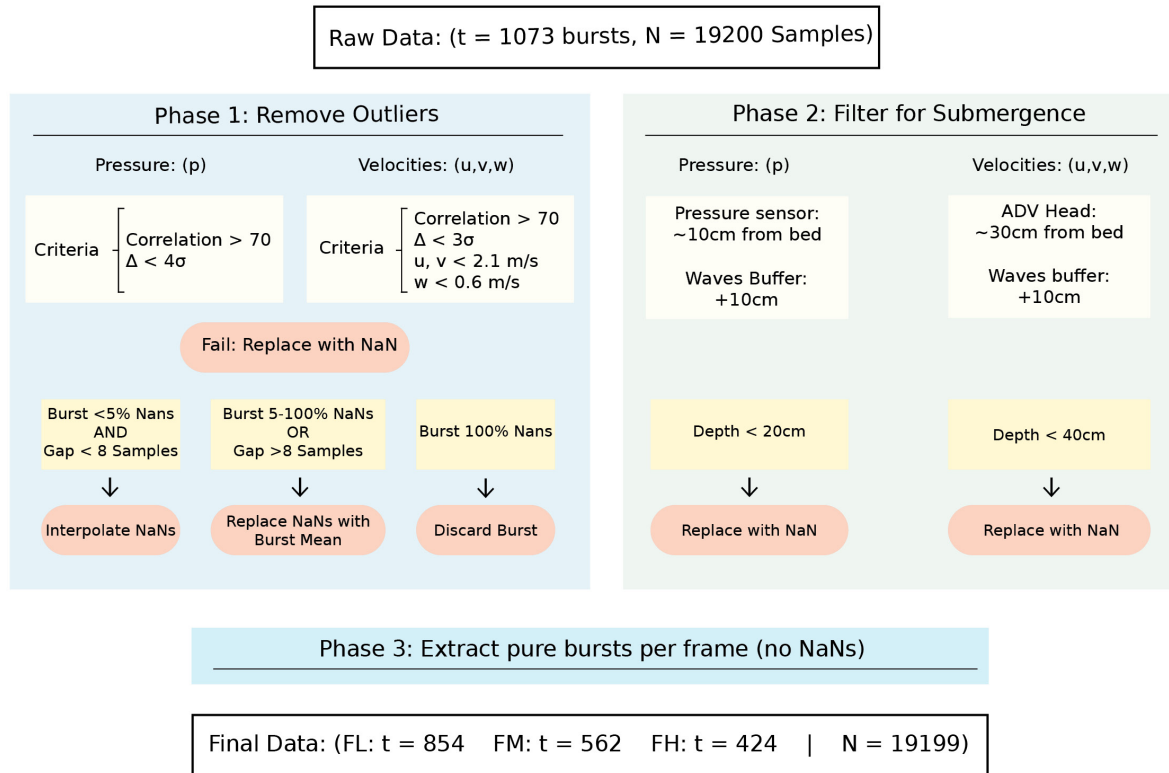 Raw Data: (t = 1073 bursts, N = 19200 Samples)
Phase 1: Remove Outliers
Pressure: (p)
Velocities: (u,v,w)
Criteria
Correlation > 70
Δ < 4σ
Criteria
Correlation > 70
Δ < 3σ
u, v < 2.1 m/s
w < 0.6 m/s
Fail: Replace with NaN
Burst <5% Nans
AND
Gap < 8 Samples
Burst 5-100% NaNs
OR
Gap >8 Samples
Burst 100% Nans
Interpolate NaNs
Replace NaNs with
Burst Mean
Discard Burst
Phase 2: Filter for Submergence
Pressure: (p)
Velocities: (u,v,w)
Pressure sensor:
~10cm from bed
Waves Buffer:
+10cm
ADV Head:
~30cm from bed
Waves buffer:
+10cm
Depth < 20cm
Depth < 40cm
Replace with NaN
Replace with NaN
Phase 3: Extract pure bursts per frame (no NaNs)
Final Data: (FL: t = 854 FM: t = 562 FH: t = 424 | N = 19199)